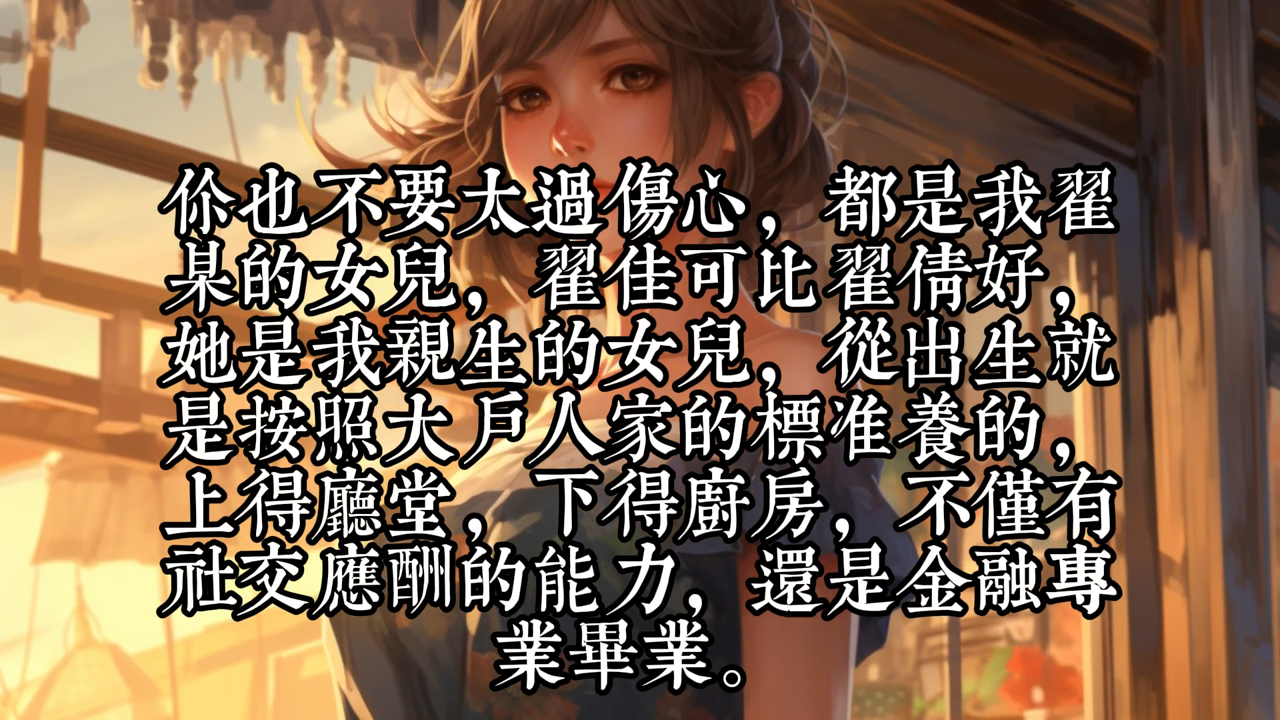 你也不要太過傷心，都是我翟
某的女兒，翟佳可比翟倩好，
她是我親生的女兒，從出生就
是按照大戶人家的標准養的，
上得廳堂，下得廚房，不僅有
社交應酬的能力，還是金融專
業畢業。